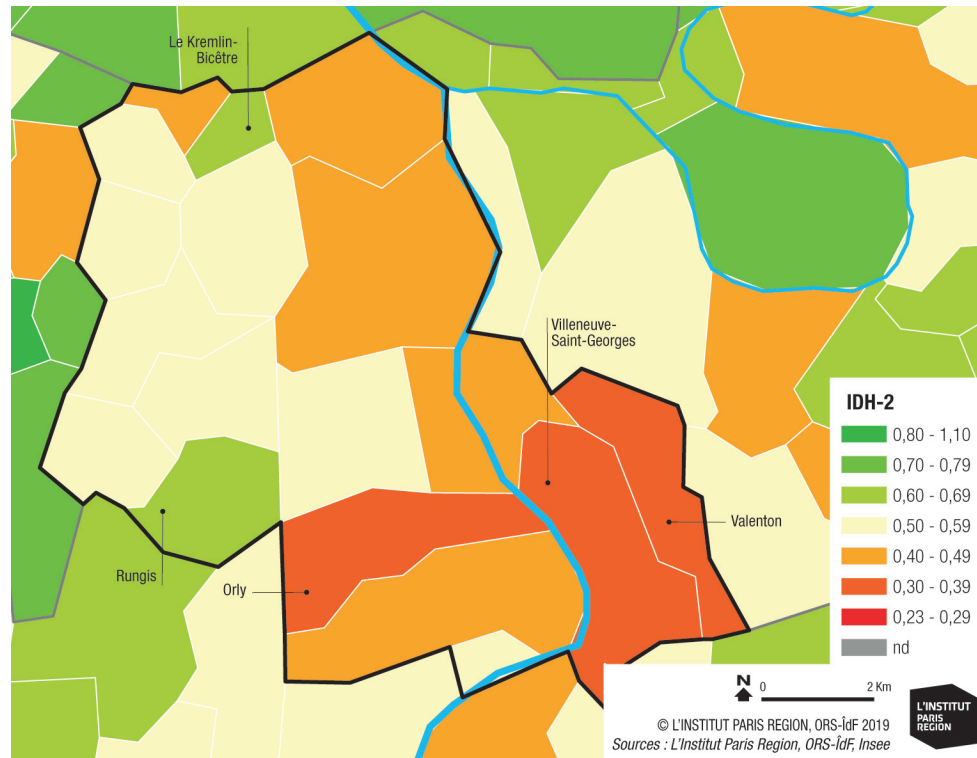 Le Kremlin-
Bicêtre
Villeneuve-
Saint-Georges
Valenton
Rungis
Orly
IDH-2
0,80 - 1,10
0,70 - 0,79
0,60 - 0,69
0,50 - 0,59
0,40 - 0,49
0,30 - 0,39
0,23 - 0,29
nd
N
0 2 Km
© L'INSTITUT PARIS REGION, ORS-ÎdF 2019
Sources : L'Institut Paris Region, ORS-ÎdF, Insee
L'INSTITUT
PARIS
REGION